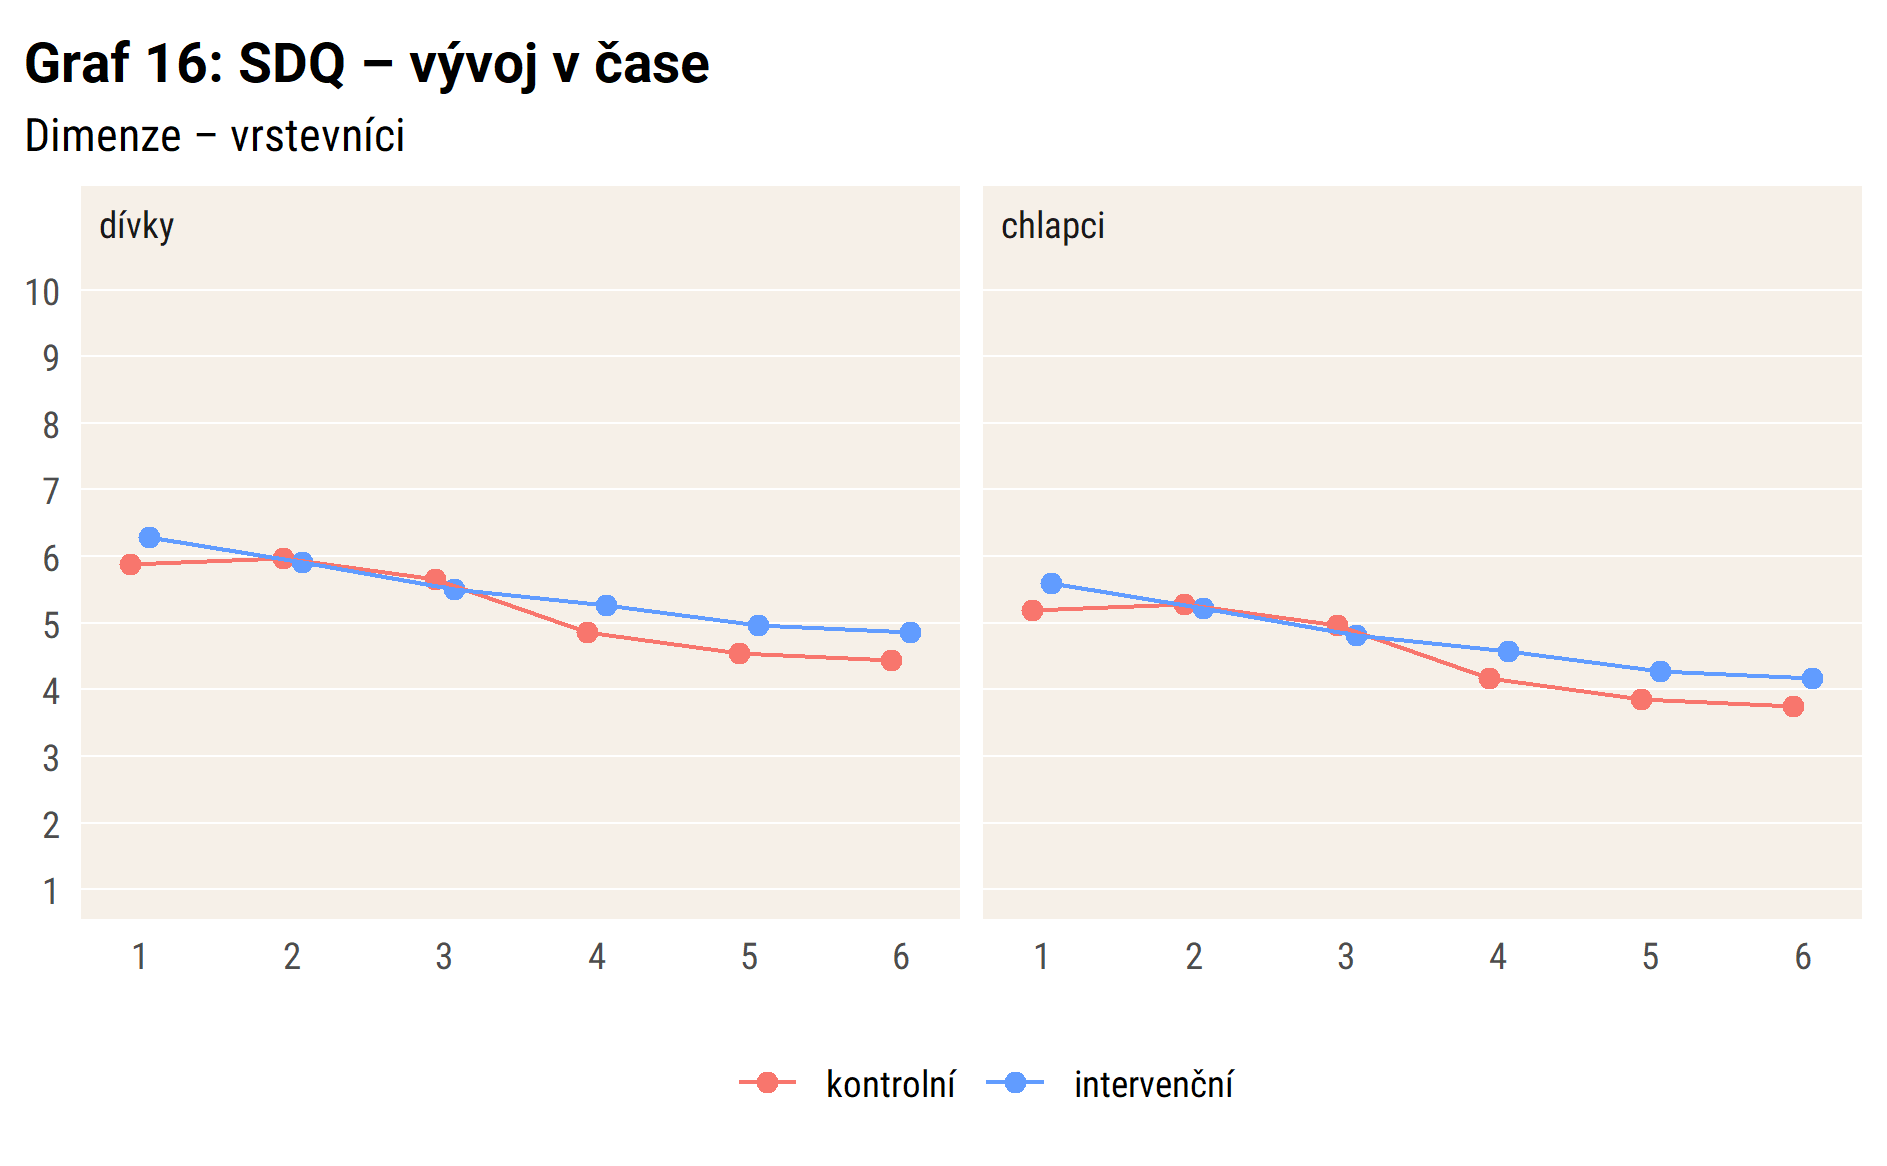 Graf 16: SDQ – vývoj v čase
Dimenze – vrstevníci
dívky
chlapci
10
9
8
7
6
5
4
3
2
1
1 2 3 4 5 6
1 2 3 4 5 6
kontrolní intervenční